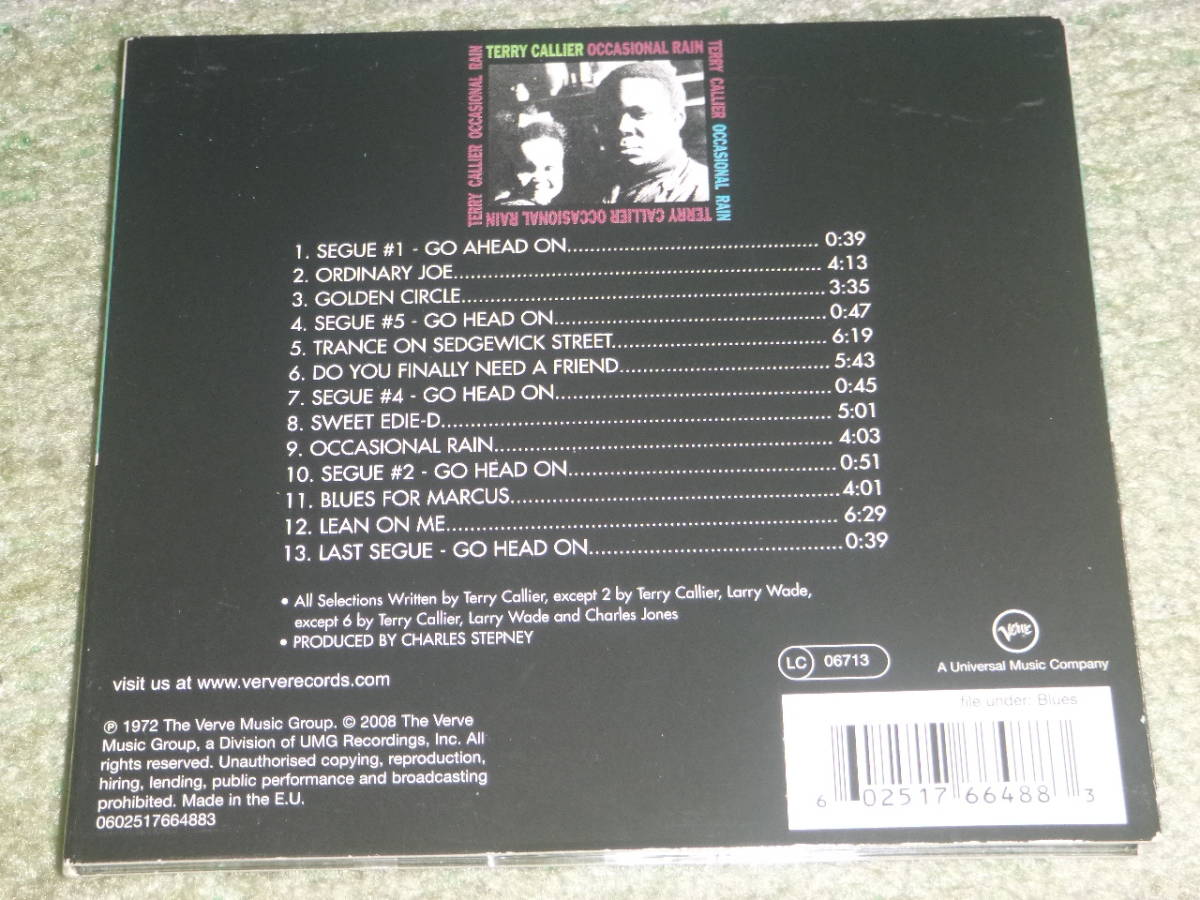 TERRY CALLIER OCCASIONAL RAIN
TERRY CALLIER OCCASIONAL RAIN
TERRY CALLIER OCCASIONAL RAIN
TERRY CALLIER OCCASIONAL RAIN
1. SEGUE #1 - GO AHEAD ON 0:39
2. ORDINARY JOE 4:13
3. GOLDEN CIRCLE 3:35
4. SEGUE #5 - GO HEAD ON 0:47
5. TRANCE ON SEDGEWICK STREET 6:19
6. DO YOU FINALLY NEED A FRIEND 5:43
7. SEGUE #4 - GO HEAD ON 0:45
8. SWEET EDIE-D 5:01
9. OCCASIONAL RAIN 4:03
10. SEGUE #2 - GO HEAD ON 0:51
11. BLUES FOR MARCUS 4:01
12. LEAN ON ME 6:29
13. LAST SEGUE - GO HEAD ON 0:39
• All Selections Written by Terry Callier, except 2 by Terry Callier, Larry Wade,
except 6 by Terry Callier, Larry Wade and Charles Jones
• PRODUCED BY CHARLES STEPNEY
visit us at www.ververecords.com
LC 06713
Verve
A Universal Music Company
℗ 1972 The Verve Music Group. © 2008 The Verve
Music Group, a Division of UMG Recordings, Inc. All
rights reserved. Unauthorised copying, reproduction,
hiring, lending, public performance and broadcasting
prohibited. Made in the E.U.
0602517664883
file under: Blues
6 02517 66488 3